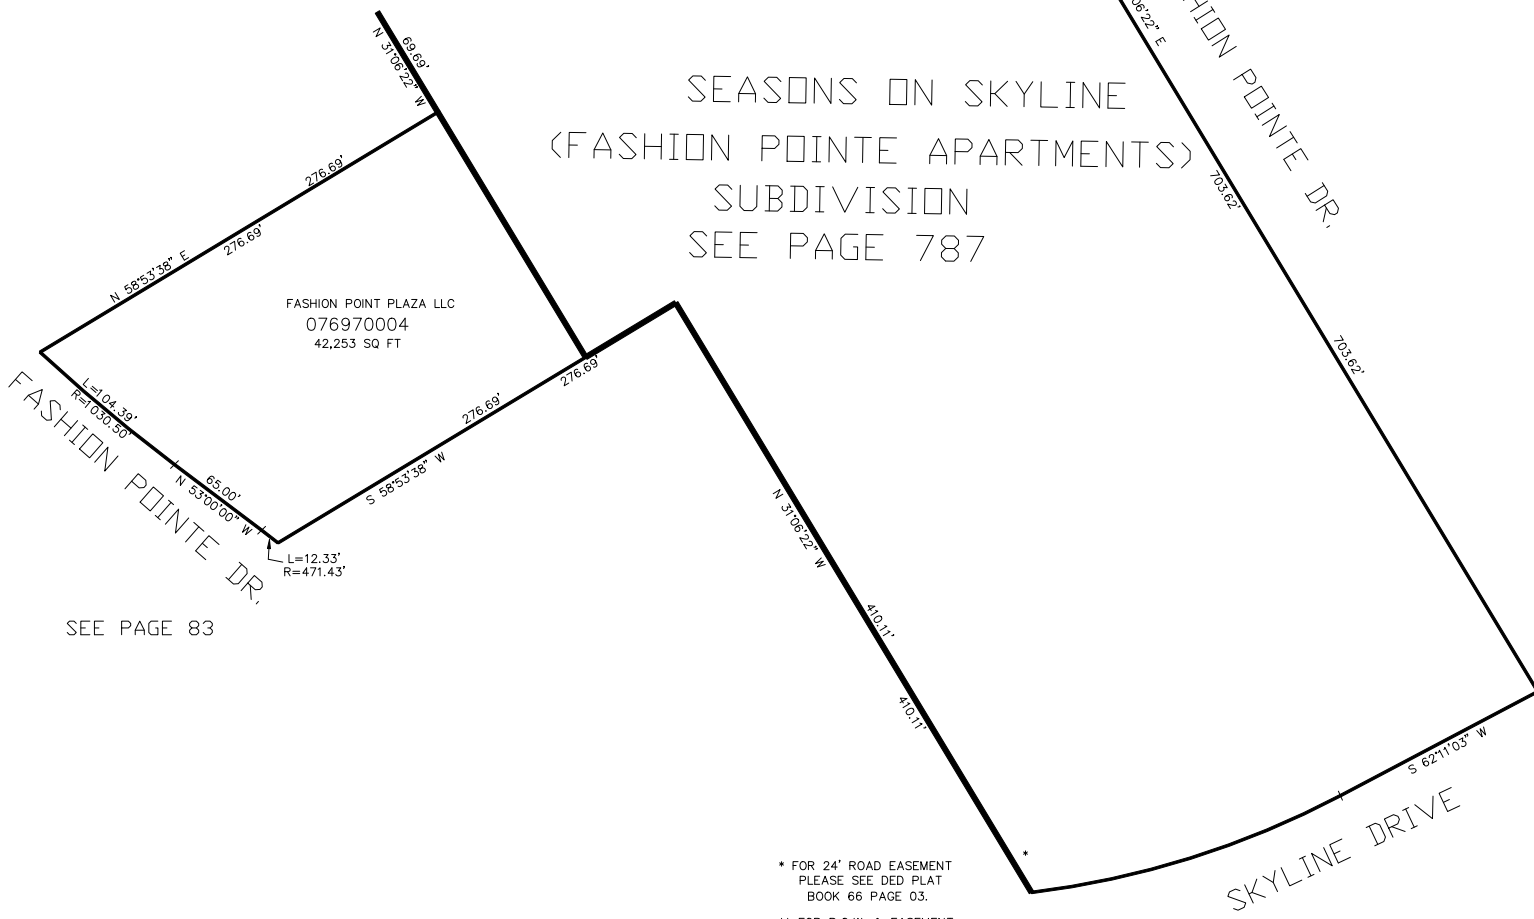 69.69'
N 31°06'22" W
06'22" E
HION POINTE DR.
SEASONS ON SKYLINE
(FASHION POINTE APARTMENTS)
SUBDIVISION
SEE PAGE 787
703.62'
703.62'
276.69'
276.69'
N 58°53'38" E
FASHION POINT PLAZA LLC
076970004
42,253 SQ FT
L=104.39'
R=1030.50'
FASHION POINTE DR.
65.00'
N 53°00'00" W
276.69'
276.69'
S 58°53'38" W
L=12.33'
R=471.43'
SEE PAGE 83
N 31°06'22" W
410.11'
410.11'
S 62°11'03" W
SKYLINE DRIVE
*
* FOR 24' ROAD EASEMENT
PLEASE SEE DED PLAT
BOOK 66 PAGE 03.